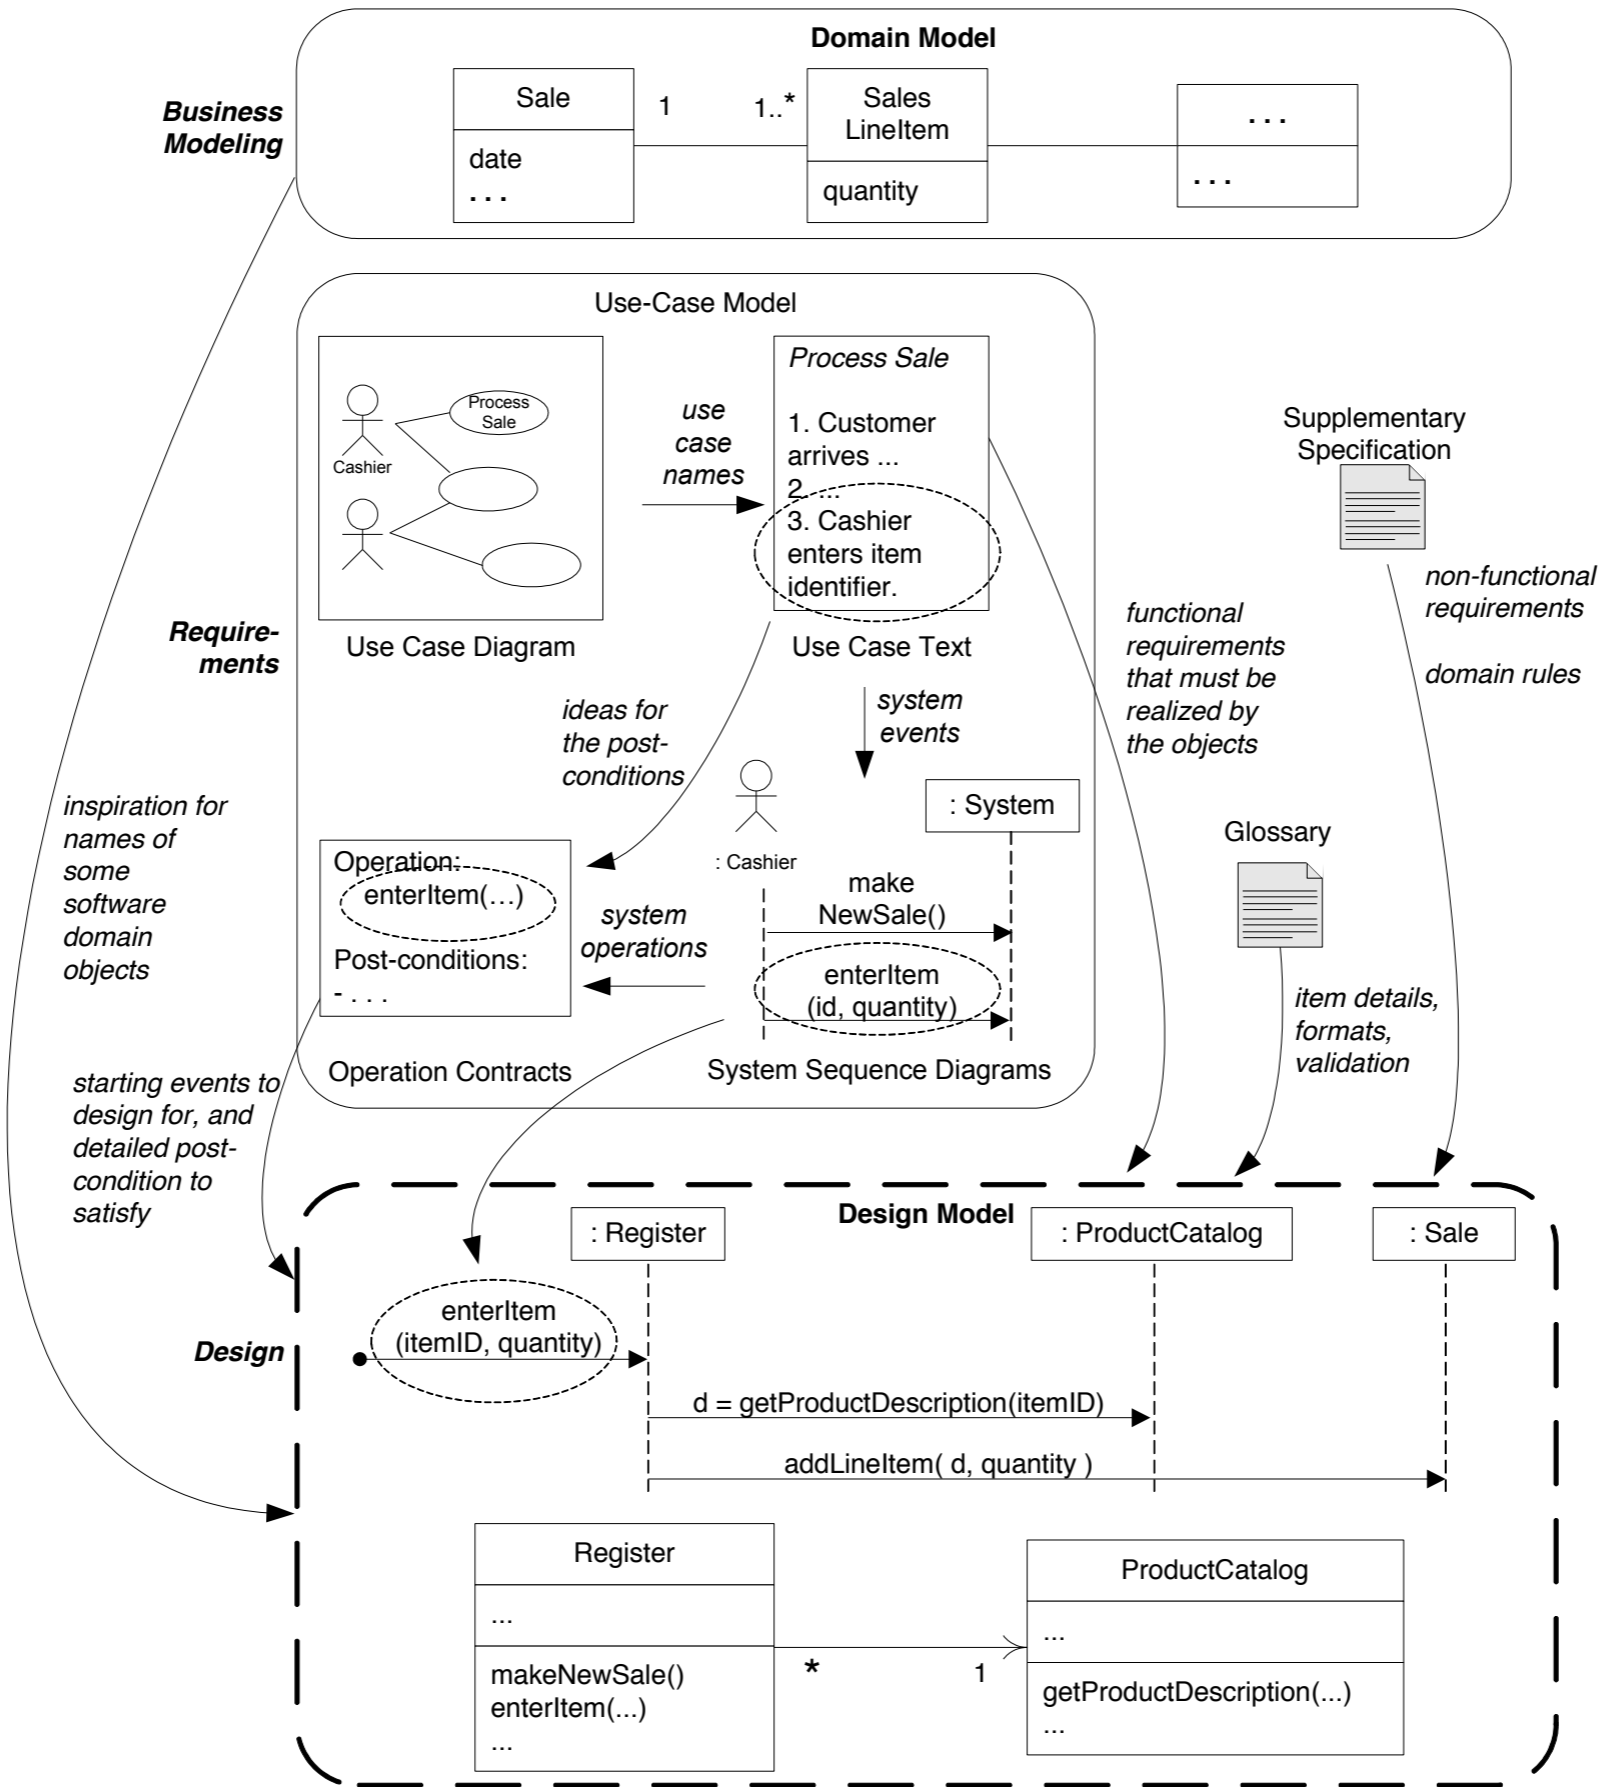 Domain Model
Business
Modeling
Sale
1
1..*
Sales
LineItem
. . .
date
. . .
quantity
. . .
Use-Case Model
Process
Sale
Cashier
use
case
names
Process Sale
1. Customer
arrives ...
2. ...
3. Cashier
enters item
identifier.
Supplementary
Specification
non-functional
requirements
domain rules
Require-
ments
Use Case Diagram
Use Case Text
functional
requirements
that must be
realized by
the objects
ideas for
the post-
conditions
system
events
inspiration for
names of
some
software
domain
objects
: System
: Cashier
Glossary
Operation:
enterItem(...)
Post-conditions:
- . . .
system
operations
make
NewSale()
enterItem
(id, quantity)
item details,
formats,
validation
Operation Contracts
System Sequence Diagrams
starting events to
design for, and
detailed post-
condition to
satisfy
Design Model
: Register
: ProductCatalog
: Sale
Design
enterItem
(itemID, quantity)
d = getProductDescription(itemID)
addLineItem( d, quantity )
Register
...
makeNewSale()
enterItem(...)
...
*
1
ProductCatalog
...
getProductDescription(...)
...